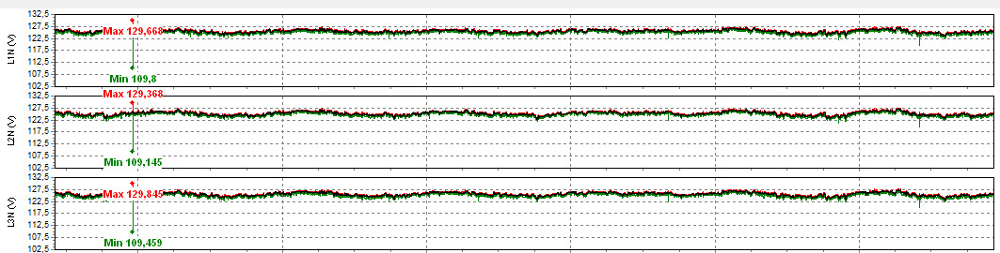 132,5
127,5
122,5
117,5
112,5
107,5
102,5
L1N (V)
Max 129,668
Min 109,8
132,5
127,5
122,5
117,5
112,5
107,5
102,5
L2N (V)
Max 129,368
Min 109,145
132,5
127,5
122,5
117,5
112,5
107,5
102,5
L3N (V)
Max 129,845
Min 109,459